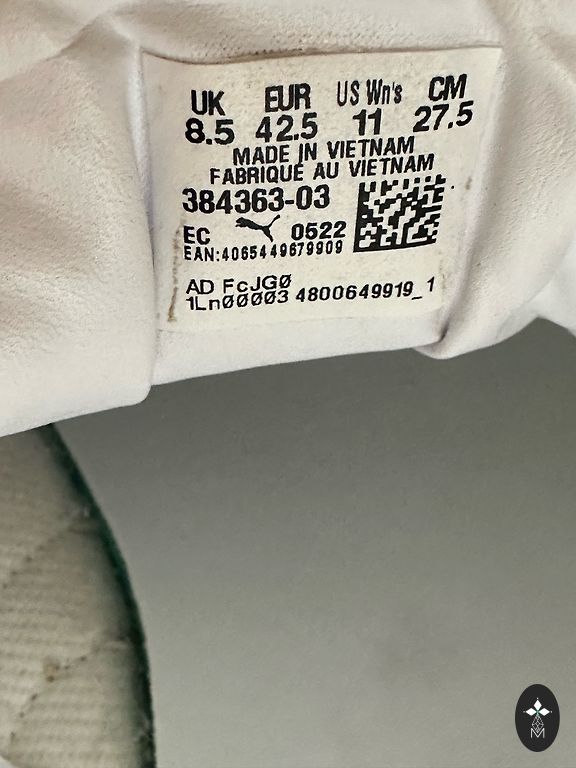 UK EUR US Wn's CM
8.5 42.5 11 27.5
MADE IN VIETNAM
FABRIQUÉ AU VIETNAM
384363-03
EC 0522
EAN:4065449679909
AD FcJG0
1Ln00003 4800649919_1
M